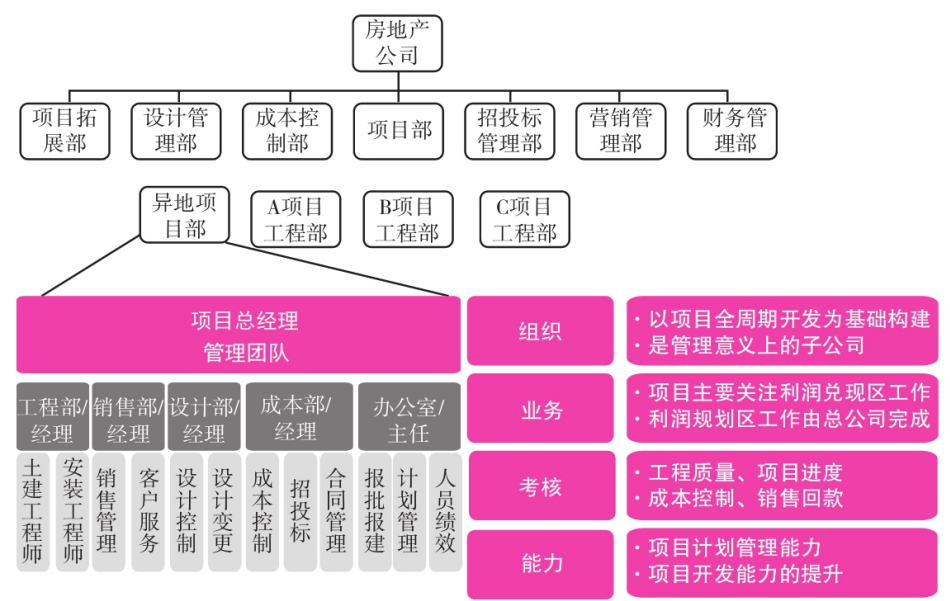 房地产
公司
项目拓
展部
设计管
理部
成本控
制部
项目部
招投标
管理部
营销管
理部
财务管
理部
异地项
目部
A项目
工程部
B项目
工程部
C项目
工程部
项目总经理
管理团队
工程部/
经理
销售部/
经理
设计部/
经理
成本部/
经理
办公室/
主任
土建工程师
安装工程师
销售管理
客户服务
设计控制
设计变更
成本控制
招投标
合同管理
报批报建
计划管理
人员绩效
组织
·以项目全周期开发为基础构建
·是管理意义上的子公司
业务
·项目主要关注利润兑现区工作
·利润规划区工作由总公司完成
考核
·工程质量、项目进度
·成本控制、销售回款
能力
·项目计划管理能力
·项目开发能力的提升